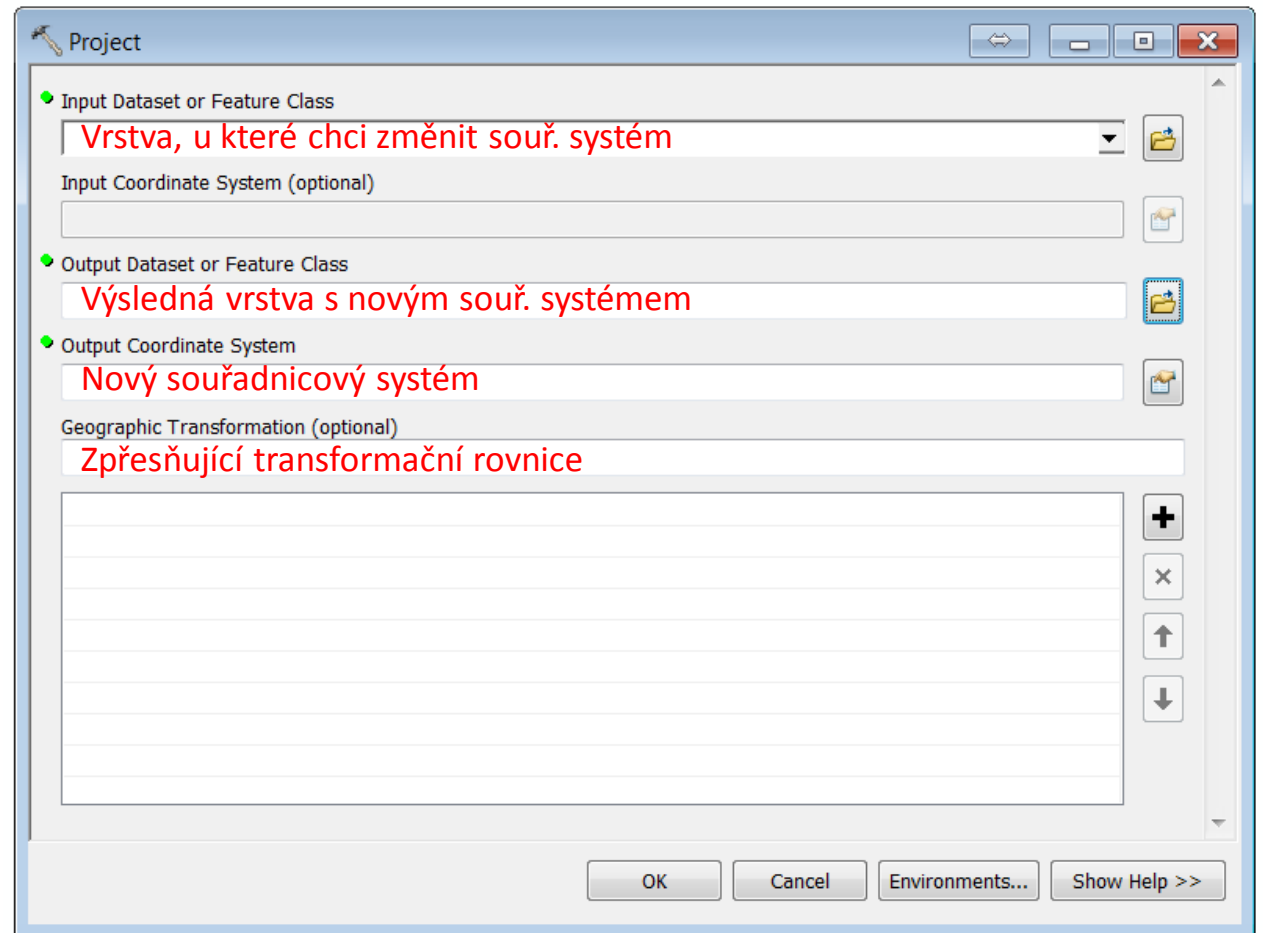 Project
Input Dataset or Feature Class
Vrstva, u které chci změnit souř. systém
Input Coordinate System (optional)
Output Dataset or Feature Class
Výsledná vrstva s novým souř. systémem
Output Coordinate System
Nový souřadnicový systém
Geographic Transformation (optional)
Zpřesňující transformační rovnice
OK Cancel Environments... Show Help >>